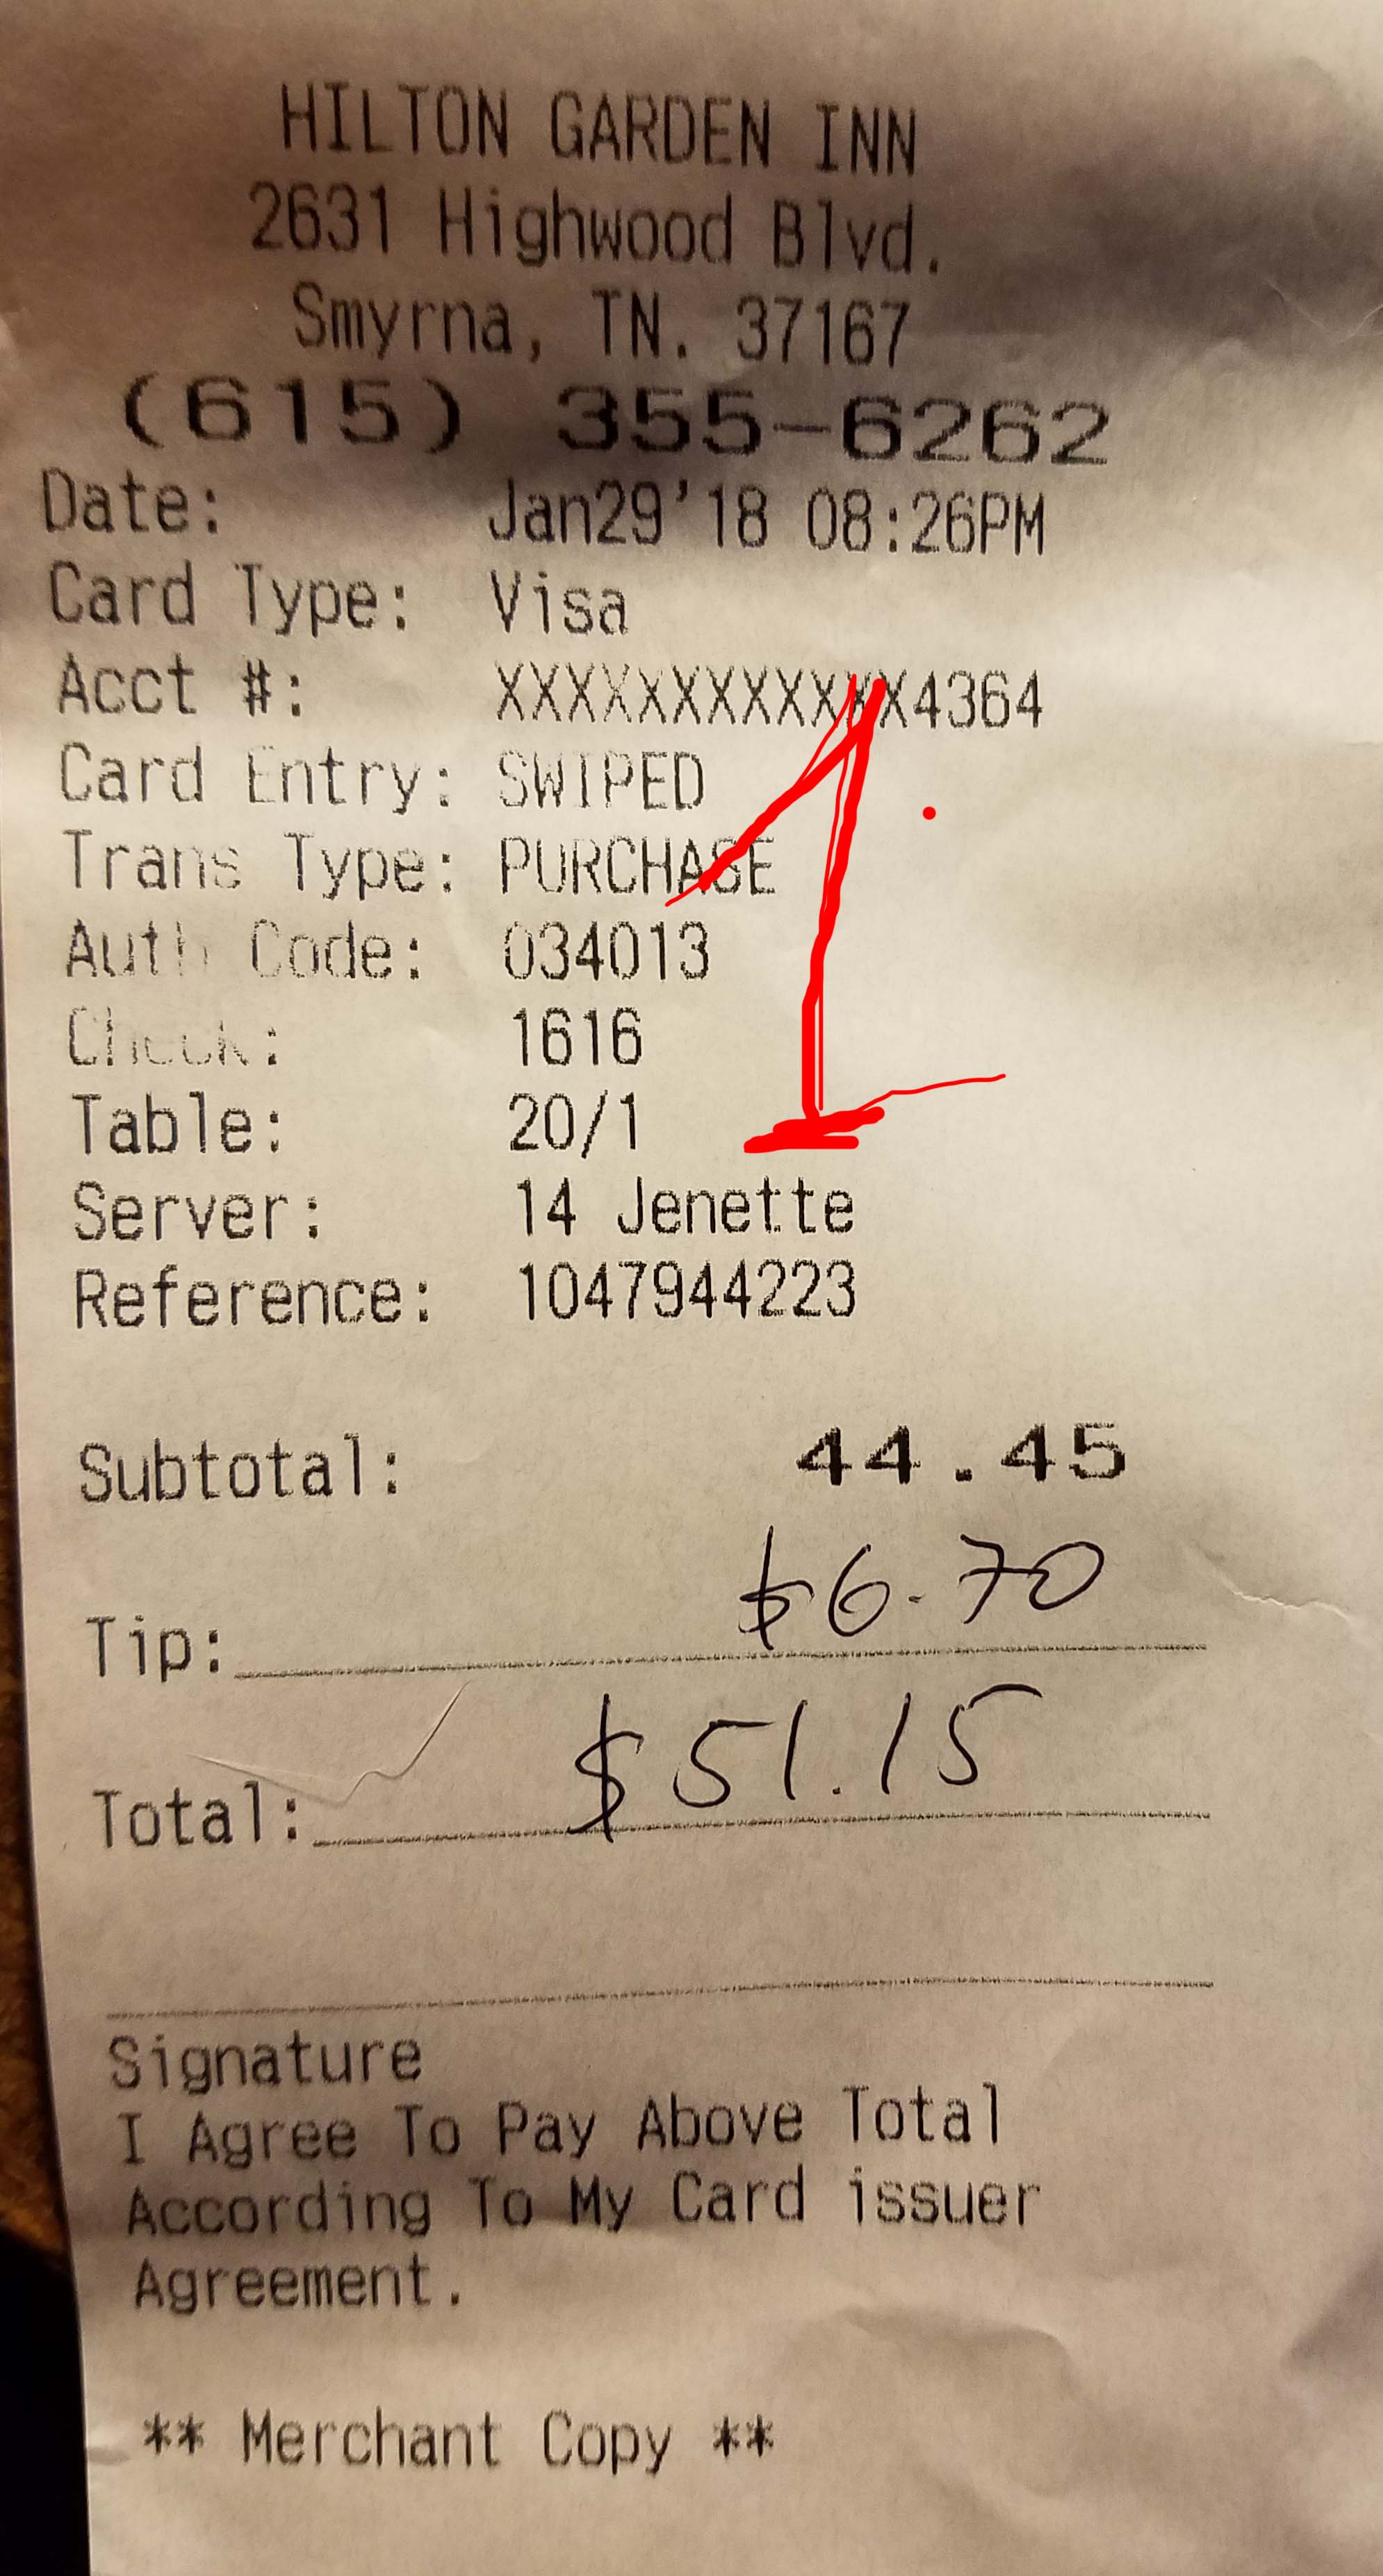 HILTON GARDEN INN
2631 Highwood Blvd.
Smyrna, TN. 37167
(615) 355-6262
Date: Jan29'18 08:26PM
Card Type: Visa
Acct #: XXXXXXXXXXXX4364
Card Entry: SWIPED
Trans Type: PURCHASE
Auth Code: 034013
Check: 1616
Table: 20/1
Server: 14 Jenette
Reference: 1047944223
Subtotal: 44.45
Tip: $6.70
Total: $51.15
Signature
I Agree To Pay Above Total
According To My Card issuer
Agreement.
** Merchant Copy **
1